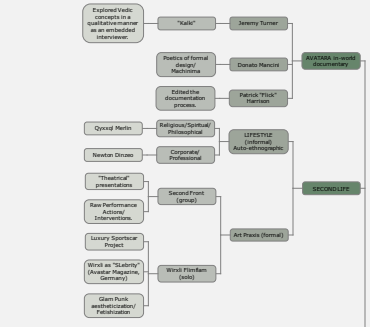 Explored Vedic
concepts in a
qualitative manner
as an embedded
interviewer.
"Kalki"
Jeremy Turner
Poetics of formal
design/
Machinima
Donato Mancini
AVATARA in-world
documentary
Edited the
documentation
process.
Patrick "Flick"
Harrison
Qyxxql Merlin
Religious/Spiritual/
Philosophical
LIFESTYLE
(informal)
Auto-ethnographic
Newton Dinzeo
Corporate/
Professional
"Theatrical"
presentations
Second Front
(group)
SECOND LIFE
Raw Performance
Actions/
Interventions.
Art Praxis (formal)
Luxury Sportscar
Project
Wirxli as "SLebrity"
(Avastar Magazine,
Germany)
Wirxli Flimflam
(solo)
Glam Punk
aestheticization/
Fetishization